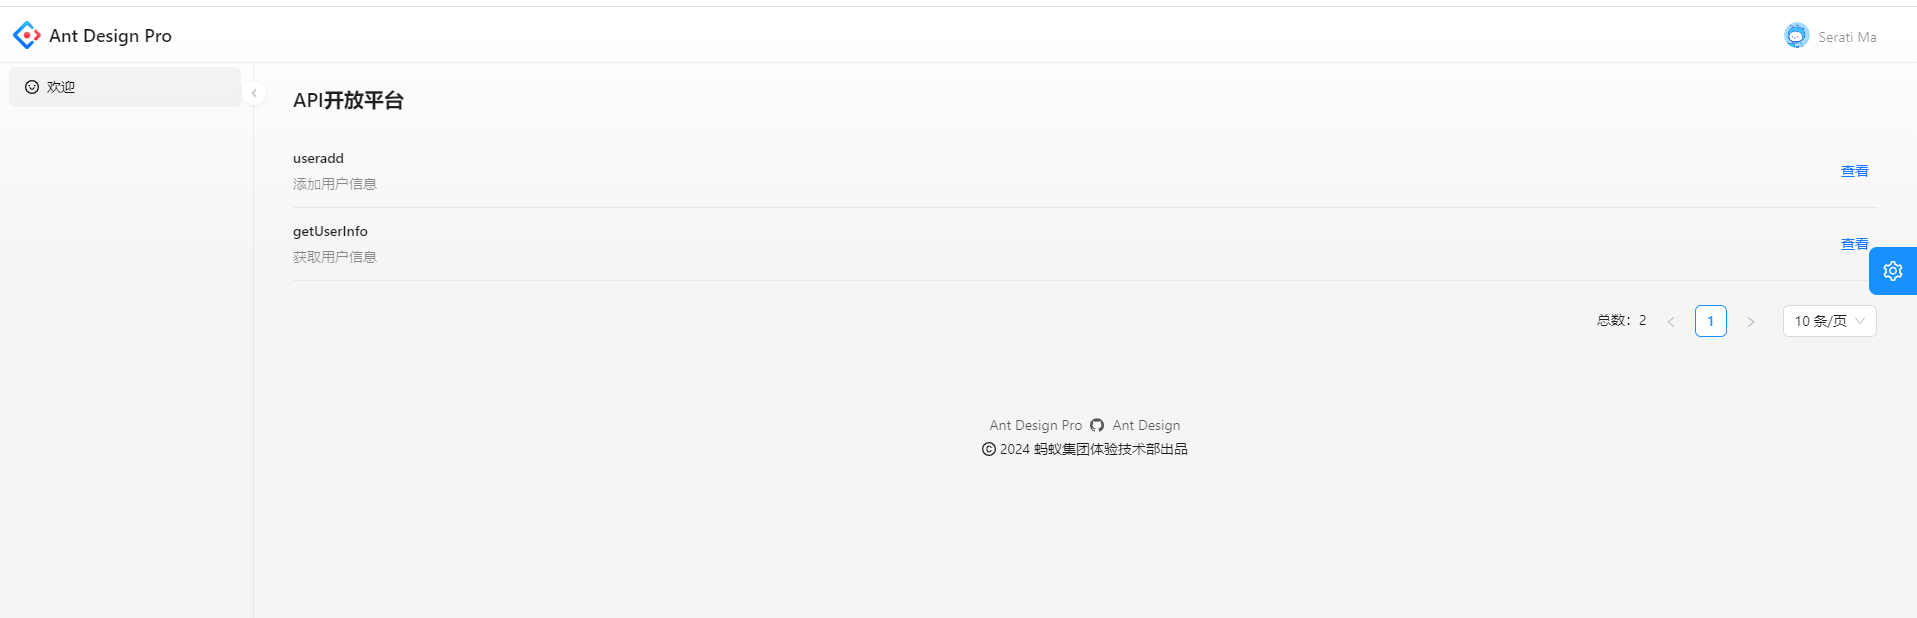 Ant Design Pro
Serati Ma
欢迎
API开放平台
useradd
添加用户信息
查看
getUserInfo
获取用户信息
查看
总数：2
1
10 条/页
Ant Design Pro Ant Design
© 2024 蚂蚁集团体验技术部出品